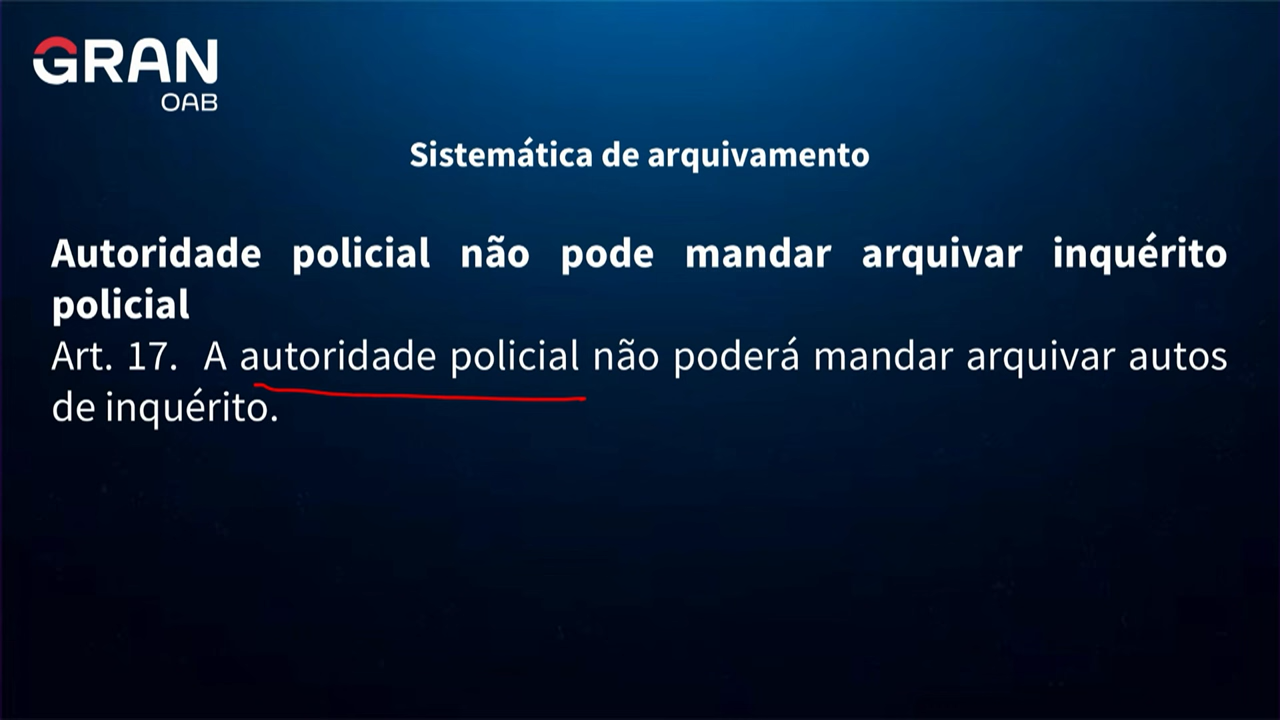 GRAN
OAB
Sistemática de arquivamento
Autoridade policial não pode mandar arquivar inquérito
policial
Art. 17. A autoridade policial não poderá mandar arquivar autos
de inquérito.